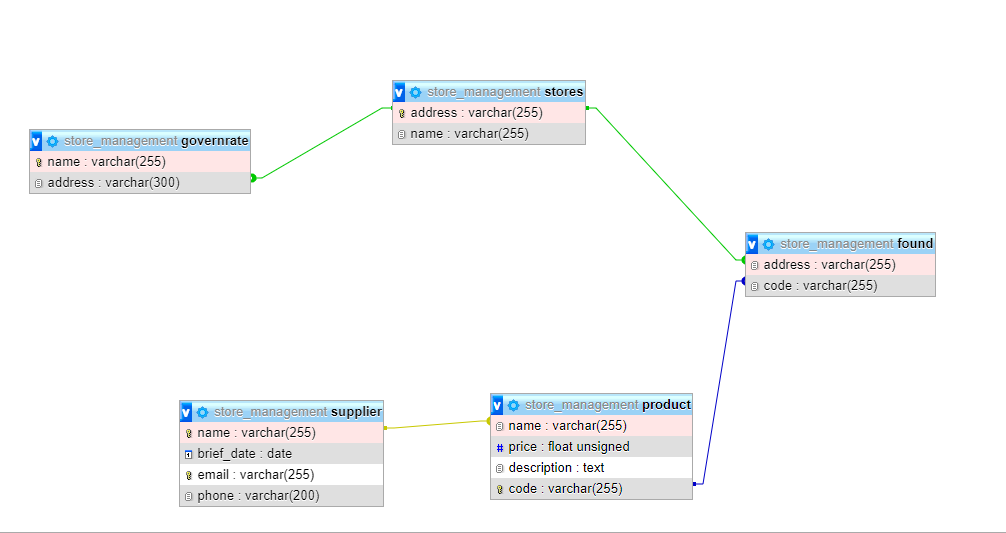 store_management stores
address : varchar(255)
name : varchar(255)
v store_management governrate
name : varchar(255)
address : varchar(300)
v store_management found
address : varchar(255)
code : varchar(255)
v store_management supplier
name : varchar(255)
brief_date : date
email : varchar(255)
phone : varchar(200)
v store_management product
name : varchar(255)
# price : float unsigned
description : text
code : varchar(255)